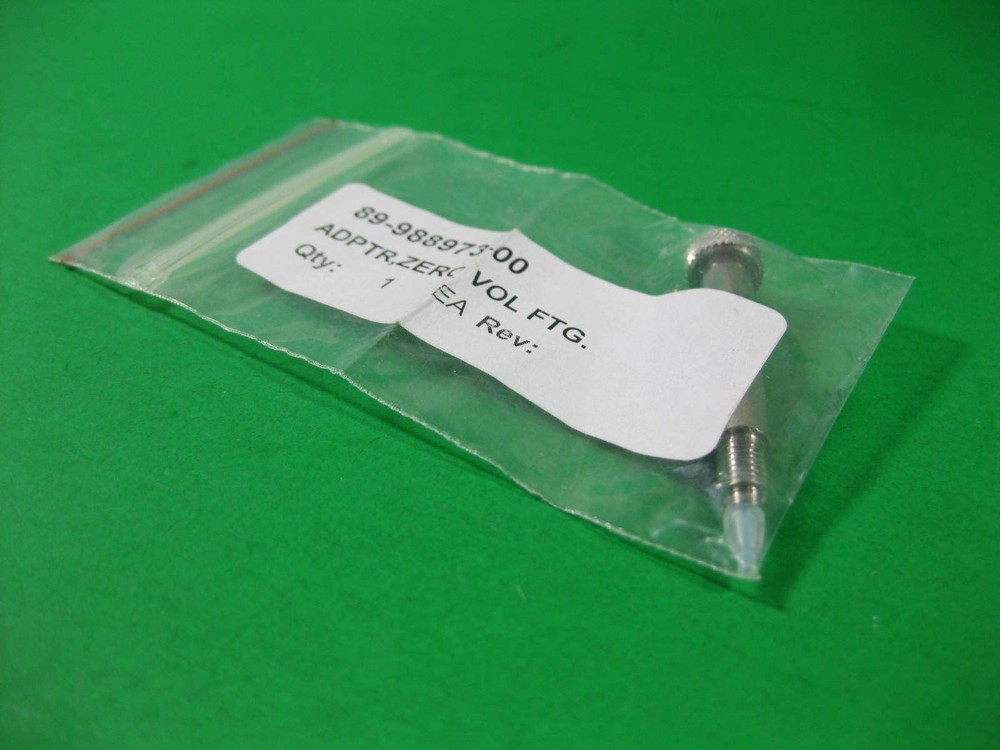 89-988973-00
ADPTR,ZERO VOL FTG.
Qty: 1 EA Rev: